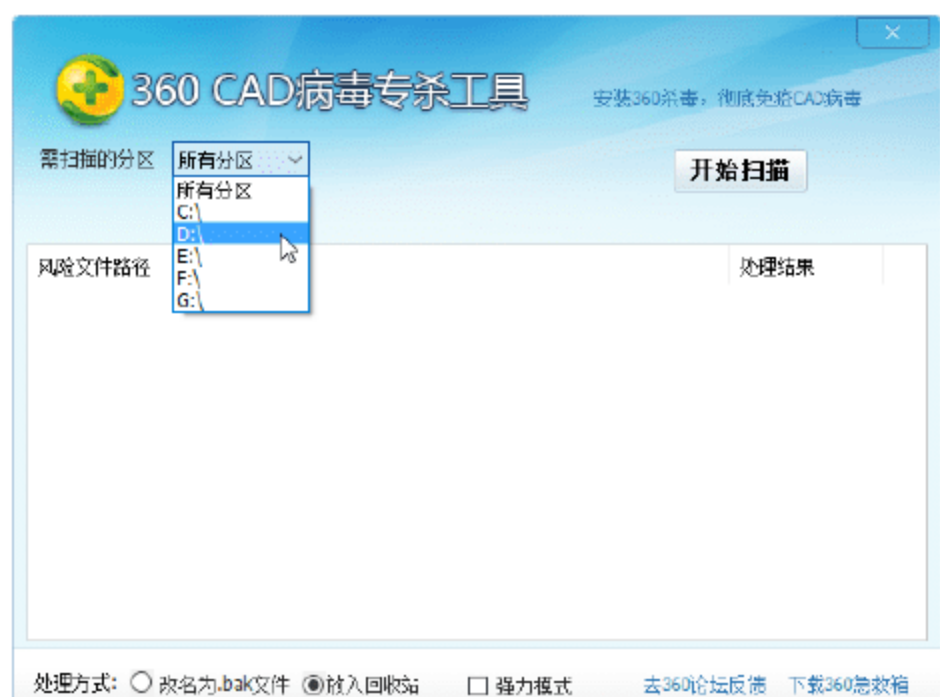 360 CAD病毒专杀工具
安装360杀毒，彻底免疫CAD病毒
需扫描的分区 所有分区
开始扫描
所有分区
C:\
D:\
E:\
F:\
G:\
风险文件路径 处理结果
处理方式: 改名为.bak文件 放入回收站 强力模式 去360论坛反馈 下载360急救箱